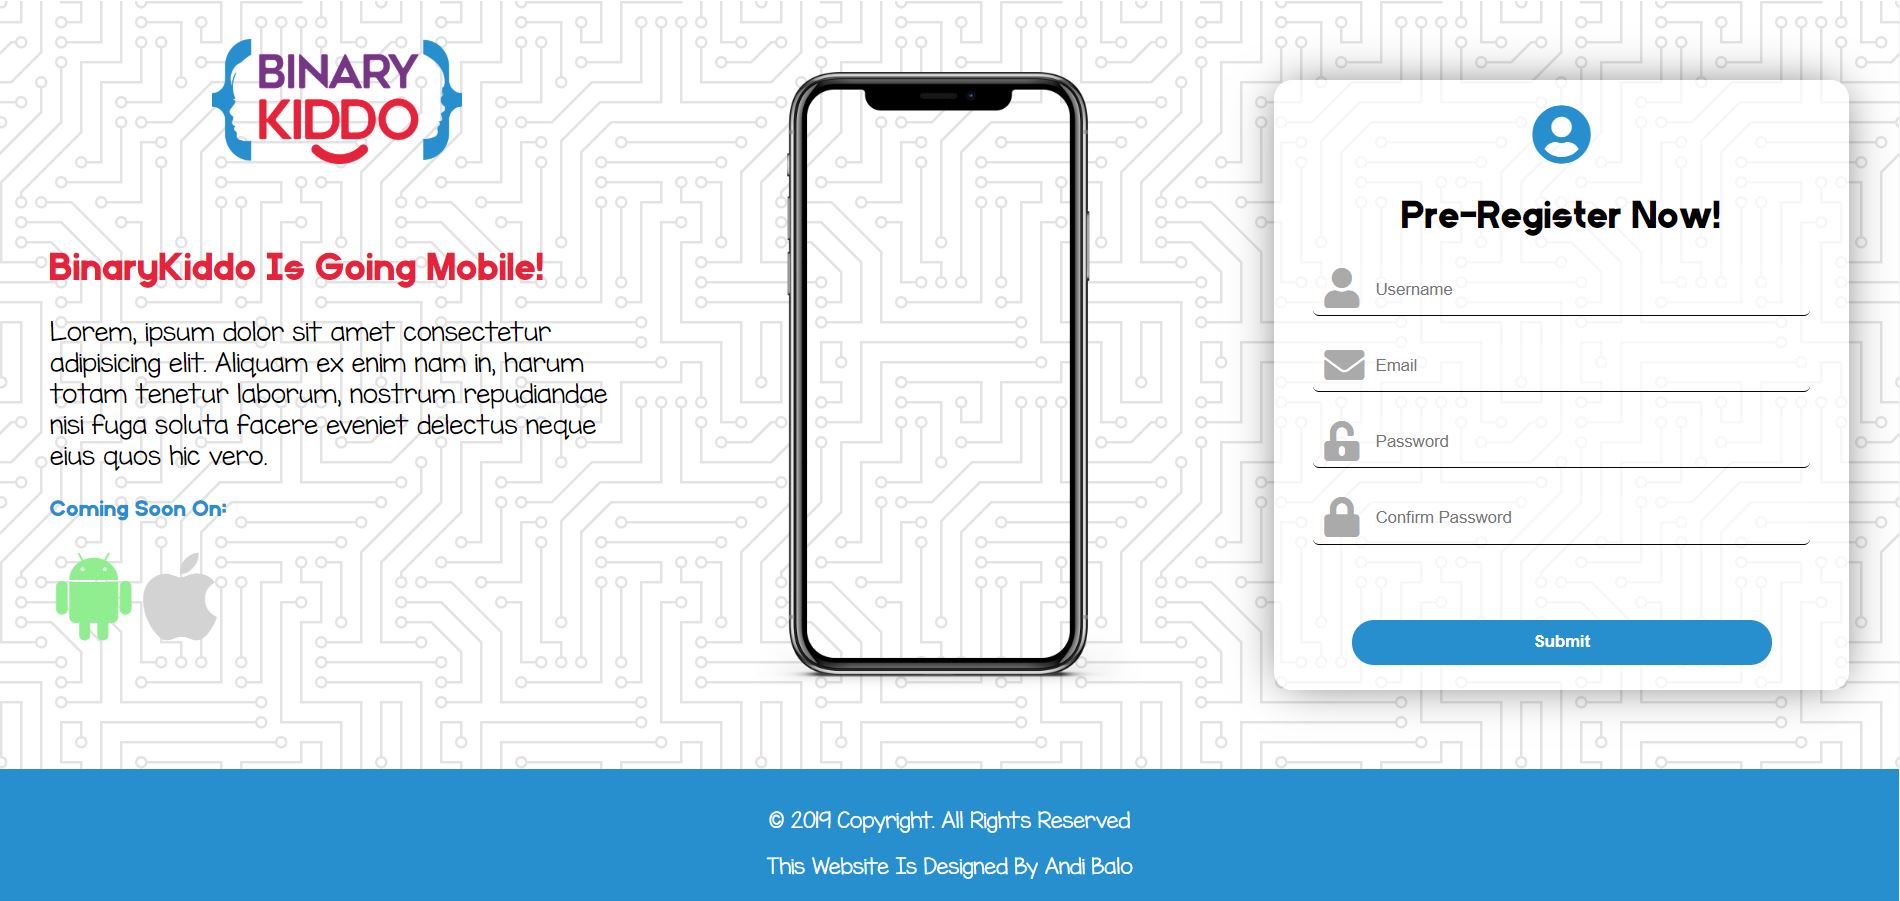 BINARY
KIDDO
BinaryKiddo Is Going Mobile!
Lorem, ipsum dolor sit amet consectetur
adipisicing elit. Aliquam ex enim nam in, harum
totam tenetur laborum, nostrum repudiandae
nisi fuga soluta facere eveniet delectus neque
eius quos hic vero.
Coming Soon On:
Pre-Register Now!
Username
Email
Password
Confirm Password
Submit
© 2019 Copyright. All Rights Reserved
This Website Is Designed By Andi Balo